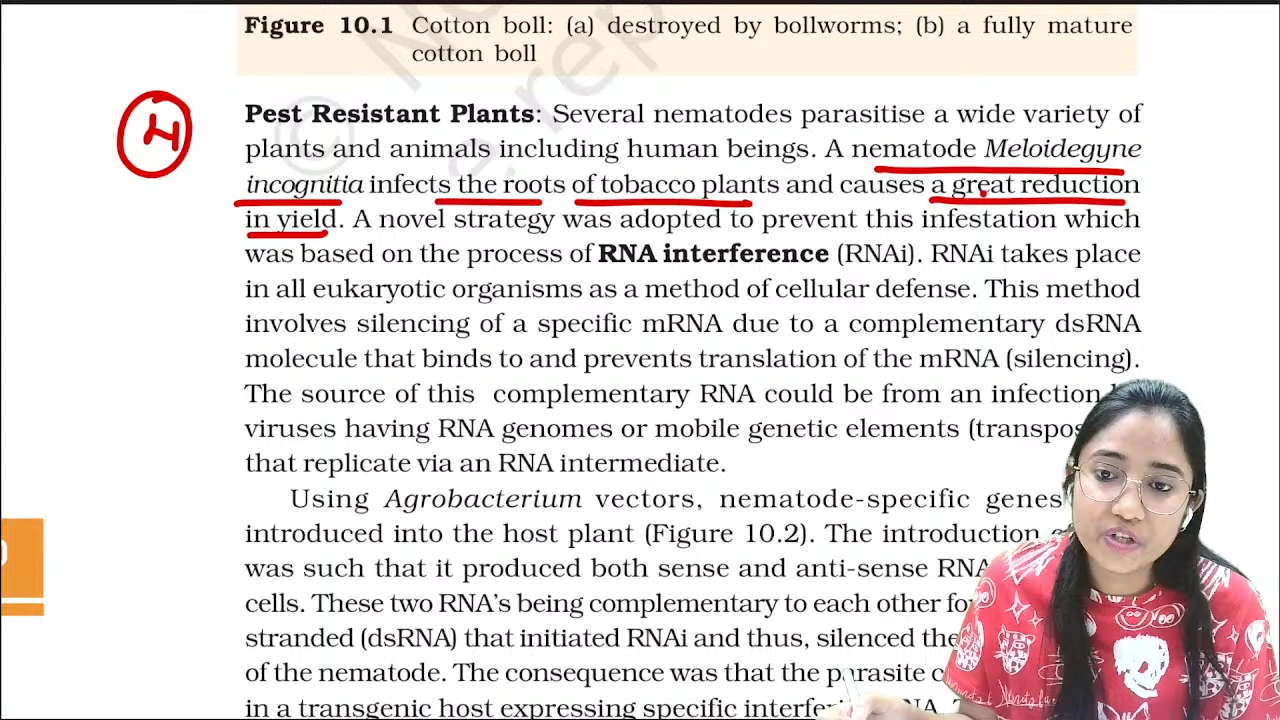 Figure 10.1 Cotton boll: (a) destroyed by bollworms; (b) a fully mature
cotton boll
4
Pest Resistant Plants: Several nematodes parasitise a wide variety of
plants and animals including human beings. A nematode Meloidegyne
incognitia infects the roots of tobacco plants and causes a great reduction
in yield. A novel strategy was adopted to prevent this infestation which
was based on the process of RNA interference (RNAi). RNAi takes place
in all eukaryotic organisms as a method of cellular defense. This method
involves silencing of a specific mRNA due to a complementary dsRNA
molecule that binds to and prevents translation of the mRNA (silencing).
The source of this complementary RNA could be from an infection
viruses having RNA genomes or mobile genetic elements
that replicate via an RNA intermediate.
Using Agrobacterium vectors, nematode-specific genes
introduced into the host plant (Figure 10.2). The introduction
was such that it produced both sense and anti-sense RNA
cells. These two RNA's being complementary to each other
stranded (dsRNA) that initiated RNAi and thus, silenced
of the nematode. The consequence was that the parasite
in a transgenic host expressing specific